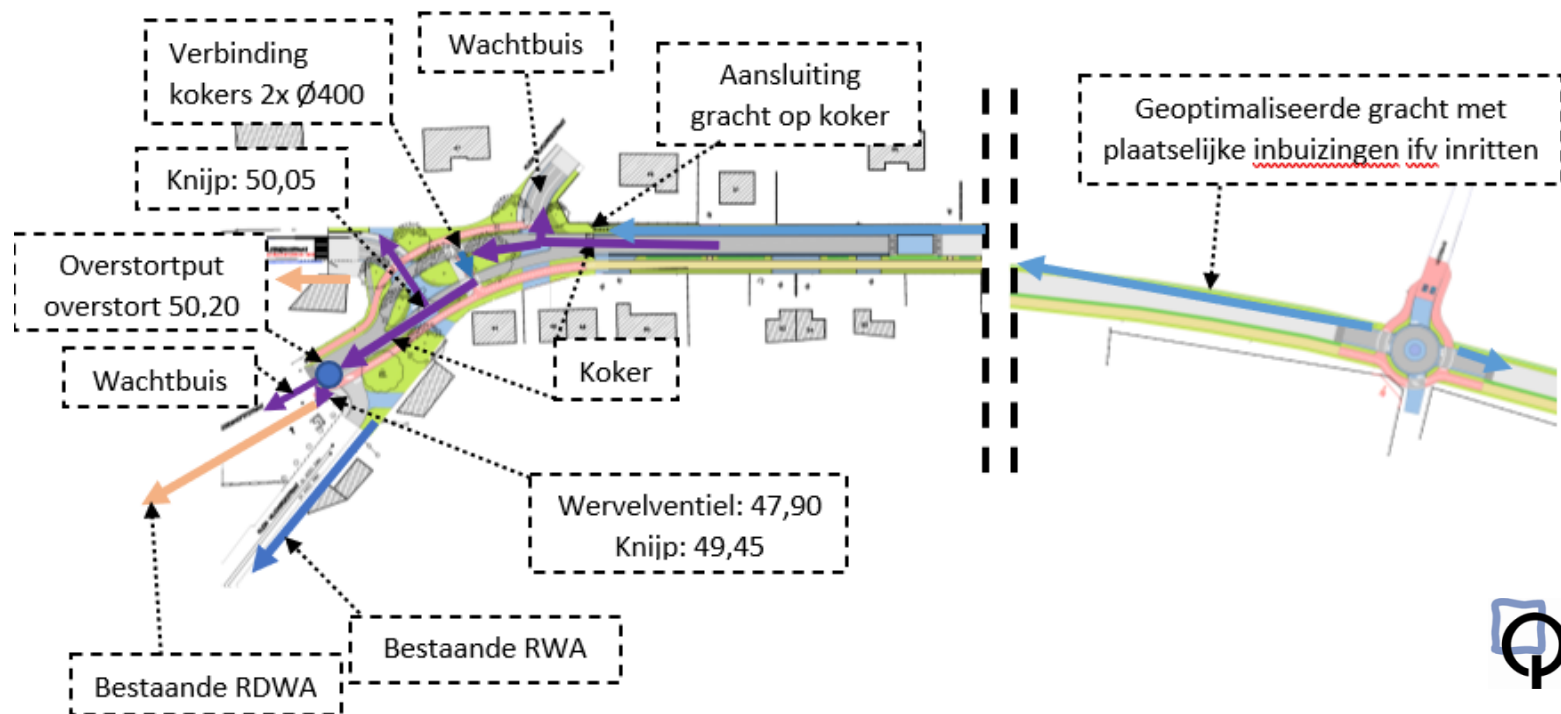 Verbinding
kokers 2x Ø400
Wachtbuis
Aansluiting
gracht op koker
Geoptimaliseerde gracht met
plaatselijke inbuizingen ifv inritten
Knijp: 50,05
Overstortput
overstort 50,20
Wachtbuis
Koker
Wervelventiel: 47,90
Knijp: 49,45
Bestaande RWA
Bestaande RDWA